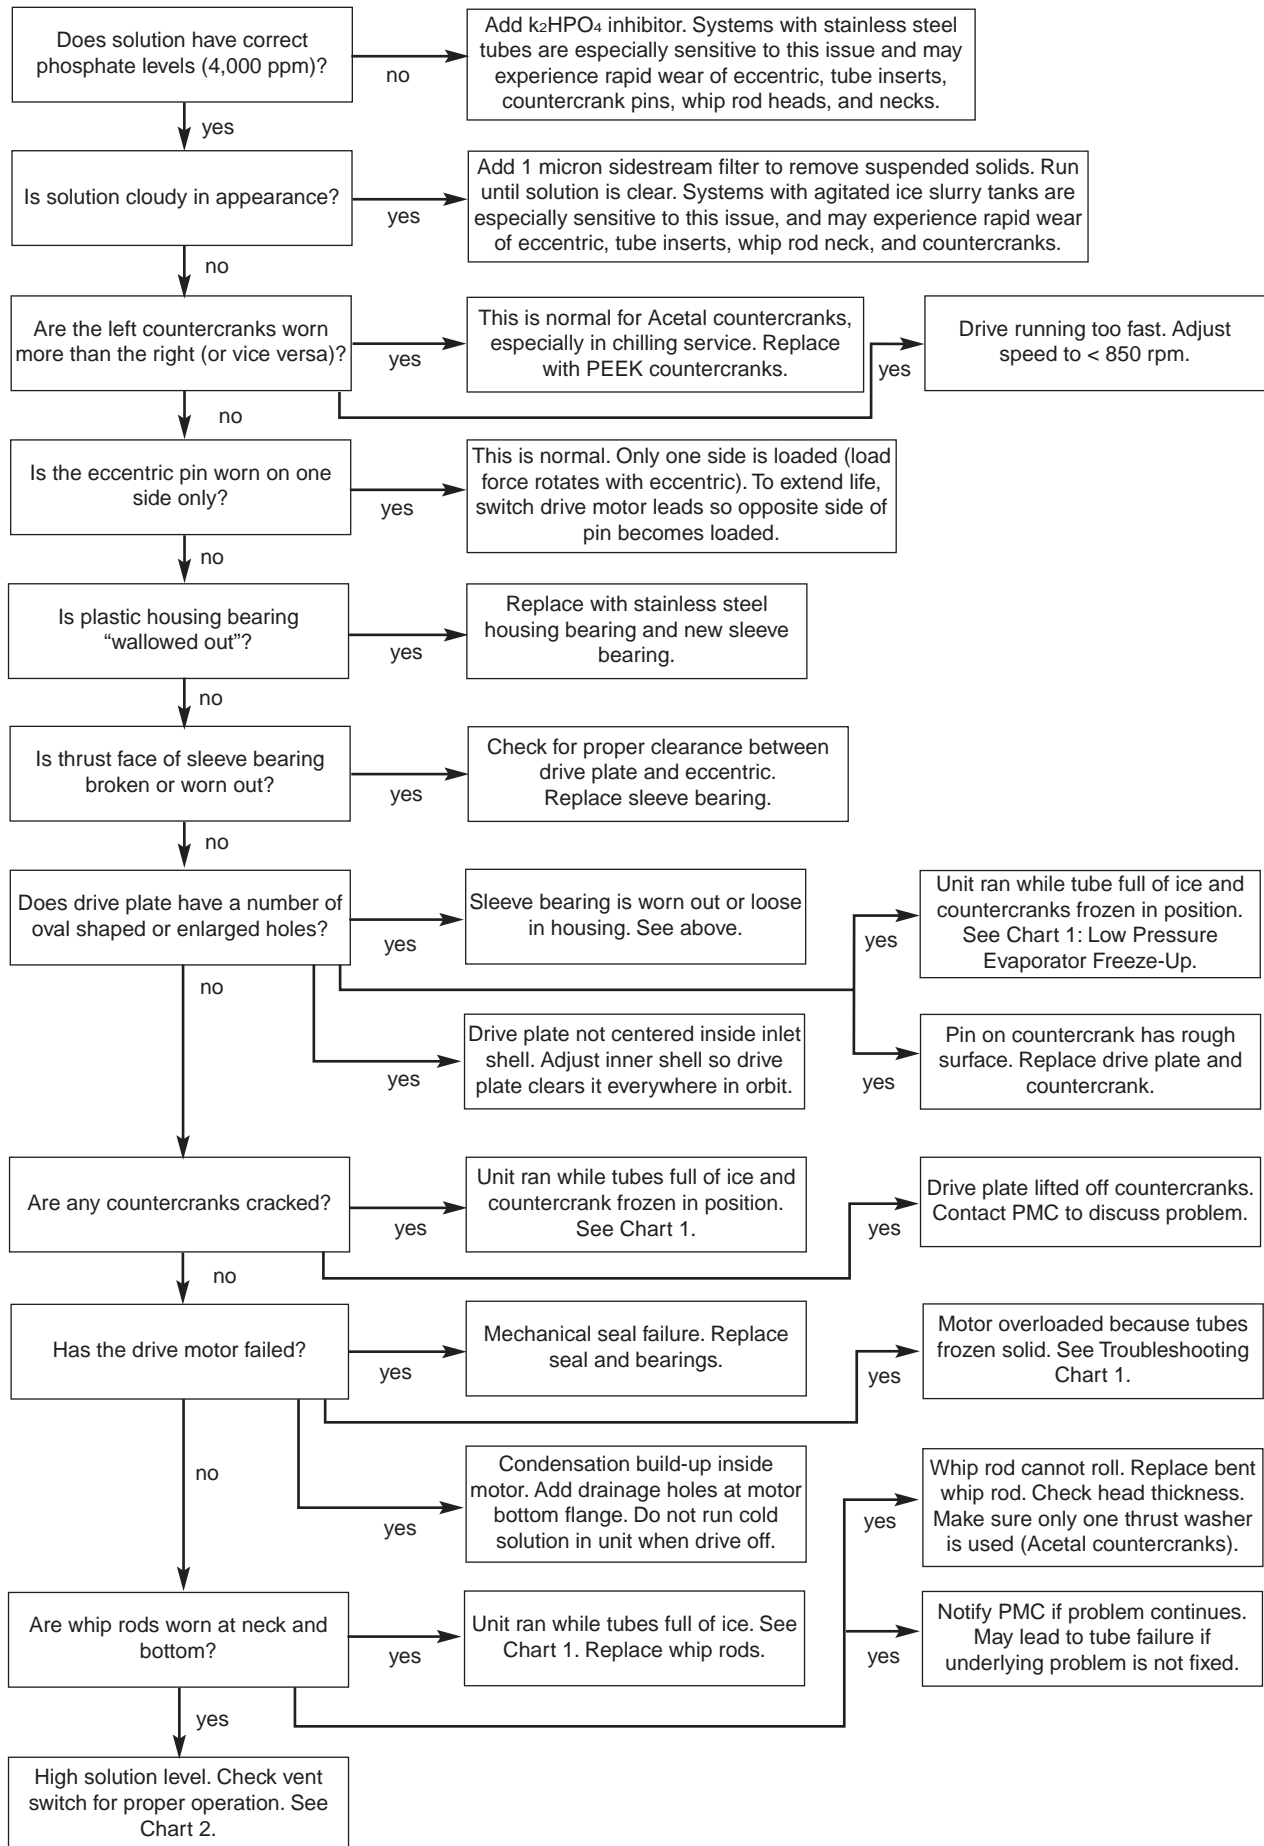 Does solution have correct
phosphate levels (4,000 ppm)?
no
Add k₂HPO₄ inhibitor. Systems with stainless steel
tubes are especially sensitive to this issue and may
experience rapid wear of eccentric, tube inserts,
countercrank pins, whip rod heads, and necks.
yes
Is solution cloudy in appearance?
yes
Add 1 micron sidestream filter to remove suspended solids. Run
until solution is clear. Systems with agitated ice slurry tanks are
especially sensitive to this issue, and may experience rapid wear
of eccentric, tube inserts, whip rod neck, and countercranks.
no
Are the left countercranks worn
more than the right (or vice versa)?
yes
This is normal for Acetal countercranks,
especially in chilling service. Replace
with PEEK countercranks.
yes
Drive running too fast. Adjust
speed to < 850 rpm.
no
Is the eccentric pin worn on one
side only?
yes
This is normal. Only one side is loaded (load
force rotates with eccentric). To extend life,
switch drive motor leads so opposite side of
pin becomes loaded.
no
Is plastic housing bearing
“wallowed out”?
yes
Replace with stainless steel
housing bearing and new sleeve
bearing.
no
Is thrust face of sleeve bearing
broken or worn out?
yes
Check for proper clearance between
drive plate and eccentric.
Replace sleeve bearing.
no
Does drive plate have a number of
oval shaped or enlarged holes?
yes
Sleeve bearing is worn out or loose
in housing. See above.
yes
Unit ran while tube full of ice and
countercranks frozen in position.
See Chart 1: Low Pressure
Evaporator Freeze-Up.
no
yes
Drive plate not centered inside inlet
shell. Adjust inner shell so drive
plate clears it everywhere in orbit.
yes
Pin on countercrank has rough
surface. Replace drive plate and
countercrank.
Are any countercranks cracked?
yes
Unit ran while tubes full of ice and
countercrank frozen in position.
See Chart 1.
yes
Drive plate lifted off countercranks.
Contact PMC to discuss problem.
no
Has the drive motor failed?
yes
Mechanical seal failure. Replace
seal and bearings.
yes
Motor overloaded because tubes
frozen solid. See Troubleshooting
Chart 1.
no
yes
Condensation build-up inside
motor. Add drainage holes at motor
bottom flange. Do not run cold
solution in unit when drive off.
yes
Whip rod cannot roll. Replace bent
whip rod. Check head thickness.
Make sure only one thrust washer
is used (Acetal countercranks).
Are whip rods worn at neck and
bottom?
yes
Unit ran while tubes full of ice. See
Chart 1. Replace whip rods.
yes
Notify PMC if problem continues.
May lead to tube failure if
underlying problem is not fixed.
yes
High solution level. Check vent
switch for proper operation. See
Chart 2.